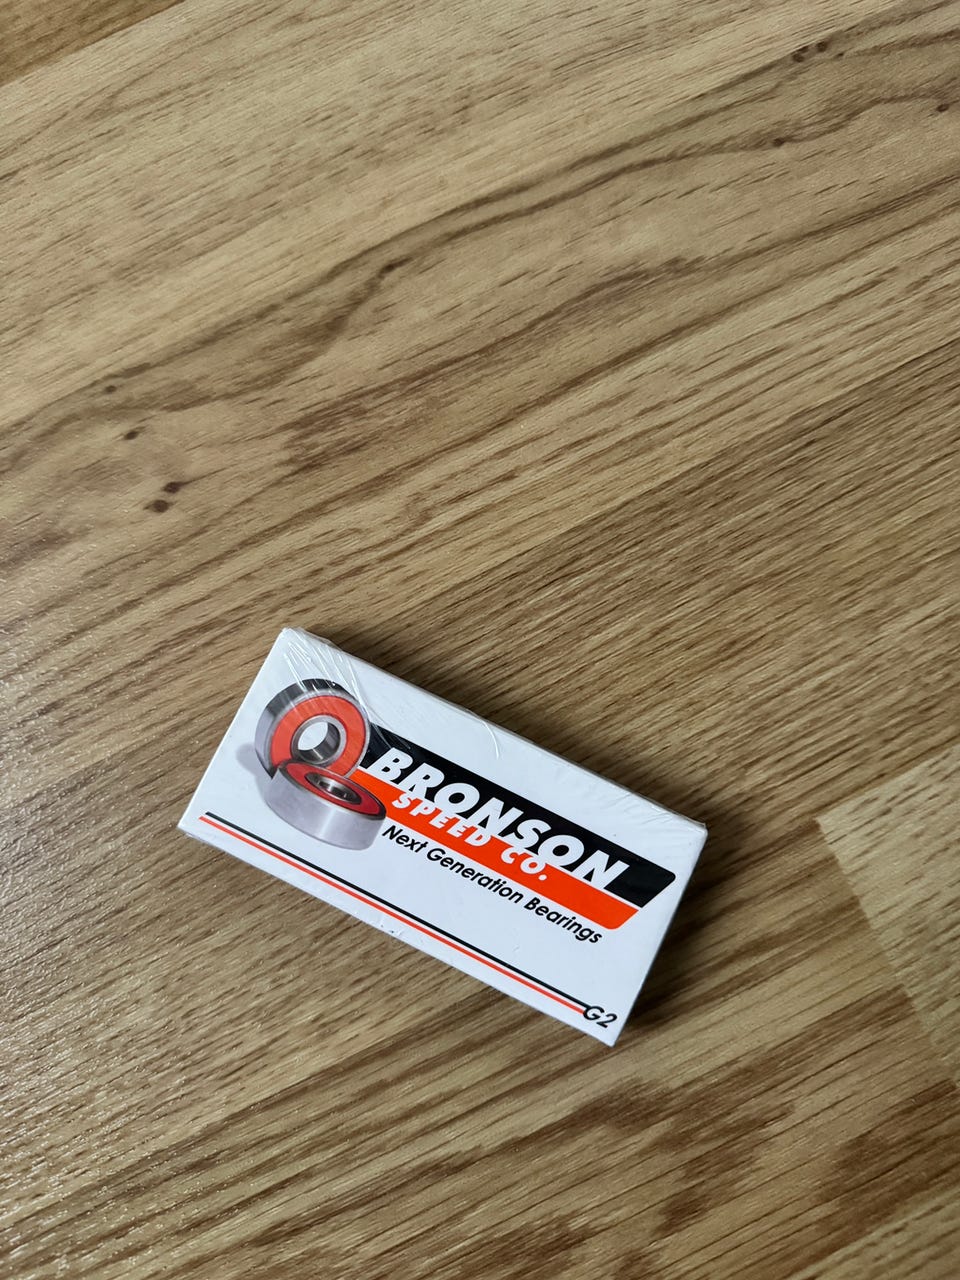 BRONSON
SPEED CO.
Next Generation Bearings
G2